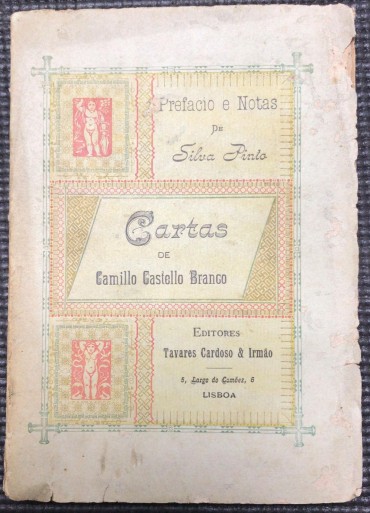 Prefacio e Notas
DE
Silva Pinto
Cartas
DE
Camillo Castello Branco
EDITORES
Tavares Cardoso & Irmão
5, Largo do Camões, 6
LISBOA